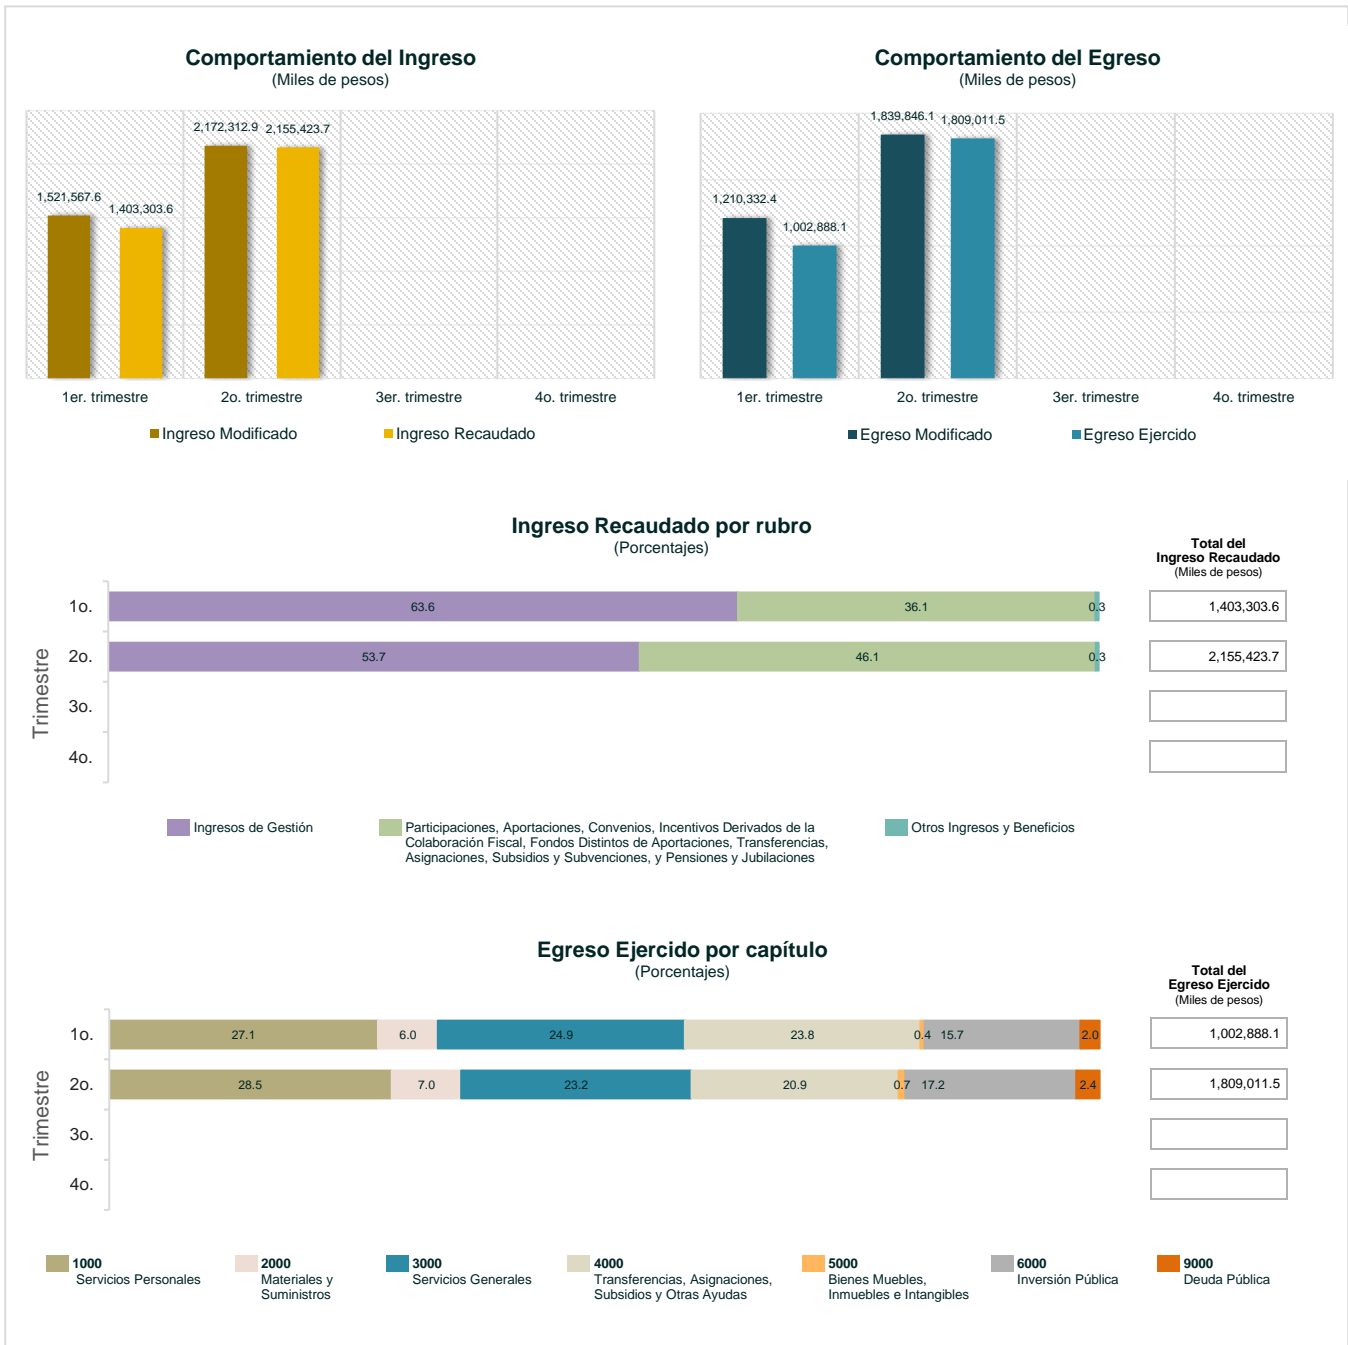 Comportamiento del Ingreso
(Miles de pesos)
1,521,567.6
1,403,303.6
2,172,312.9
2,155,423.7
1er. trimestre
2o. trimestre
3er. trimestre
4o. trimestre
Ingreso Modificado
Ingreso Recaudado
Comportamiento del Egreso
(Miles de pesos)
1,210,332.4
1,002,888.1
1,839,846.1
1,809,011.5
1er. trimestre
2o. trimestre
3er. trimestre
4o. trimestre
Egreso Modificado
Egreso Ejercido
Ingreso Recaudado por rubro
(Porcentajes)
Total del
Ingreso Recaudado
(Miles de pesos)
Trimestre
1o.
63.6
36.1
0.3
1,403,303.6
2o.
53.7
46.1
0.3
2,155,423.7
3o.
4o.
Ingresos de Gestión
Participaciones, Aportaciones, Convenios, Incentivos Derivados de la
Colaboración Fiscal, Fondos Distintos de Aportaciones, Transferencias,
Asignaciones, Subsidios y Subvenciones, y Pensiones y Jubilaciones
Otros Ingresos y Beneficios
Egreso Ejercido por capítulo
(Porcentajes)
Total del
Egreso Ejercido
(Miles de pesos)
Trimestre
1o.
27.1
6.0
24.9
23.8
0.4
15.7
2.0
1,002,888.1
2o.
28.5
7.0
23.2
20.9
0.7
17.2
2.4
1,809,011.5
3o.
4o.
1000
Servicios Personales
2000
Materiales y
Suministros
3000
Servicios Generales
4000
Transferencias, Asignaciones,
Subsidios y Otras Ayudas
5000
Bienes Muebles,
Inmuebles e Intangibles
6000
Inversión Pública
9000
Deuda Pública